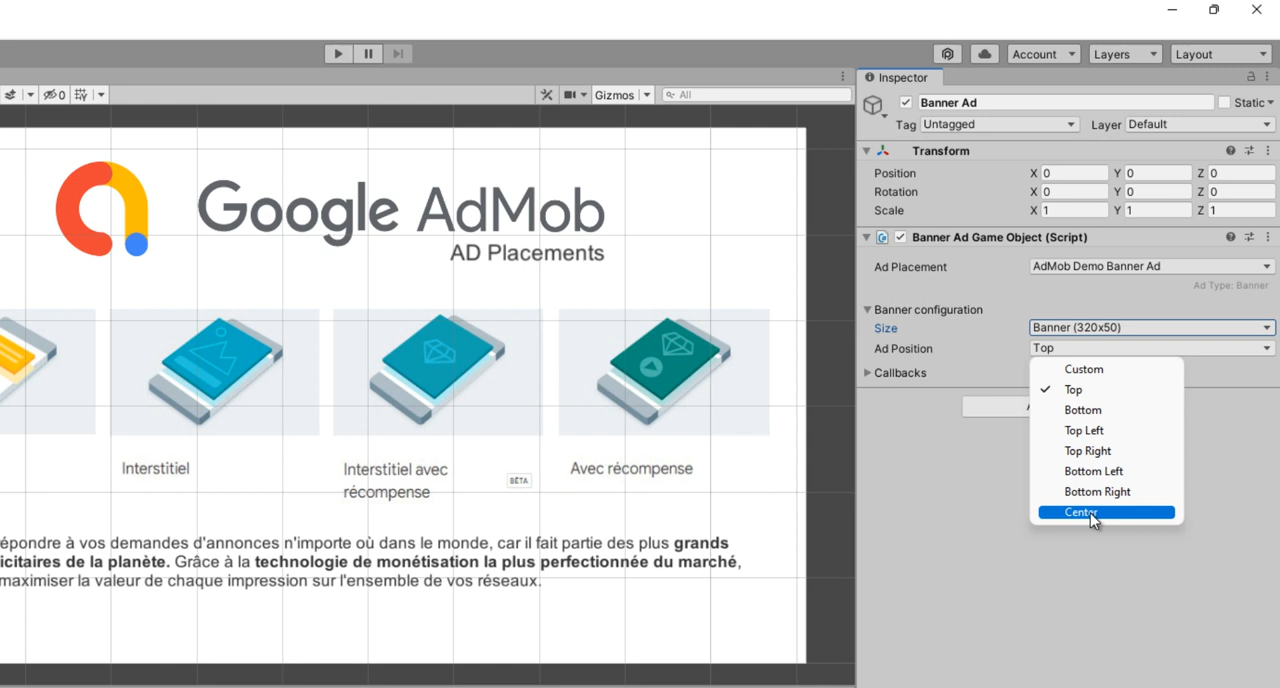 Account
Layers
Layout
Inspector
0
Gizmos
All
Banner Ad
Static
Tag Untagged
Layer Default
Transform
Position X 0 Y 0 Z 0
Rotation X 0 Y 0 Z 0
Scale X 1 Y 1 Z 1
Banner Ad Game Object (Script)
Ad Placement AdMob Demo Banner Ad
Ad Type: Banner
Banner configuration
Size Banner (320x50)
Ad Position Top
Callbacks
Custom
Top
Bottom
Top Left
Top Right
Bottom Left
Bottom Right
Center
Google AdMob
AD Placements
Interstitiel
Interstitiel avec
récompense
BÊTA
Avec récompense
épondre à vos demandes d'annonces n'importe où dans le monde, car il fait partie des plus grands
icitaires de la planète. Grâce à la technologie de monétisation la plus perfectionnée du marché,
maximiser la valeur de chaque impression sur l'ensemble de vos réseaux.